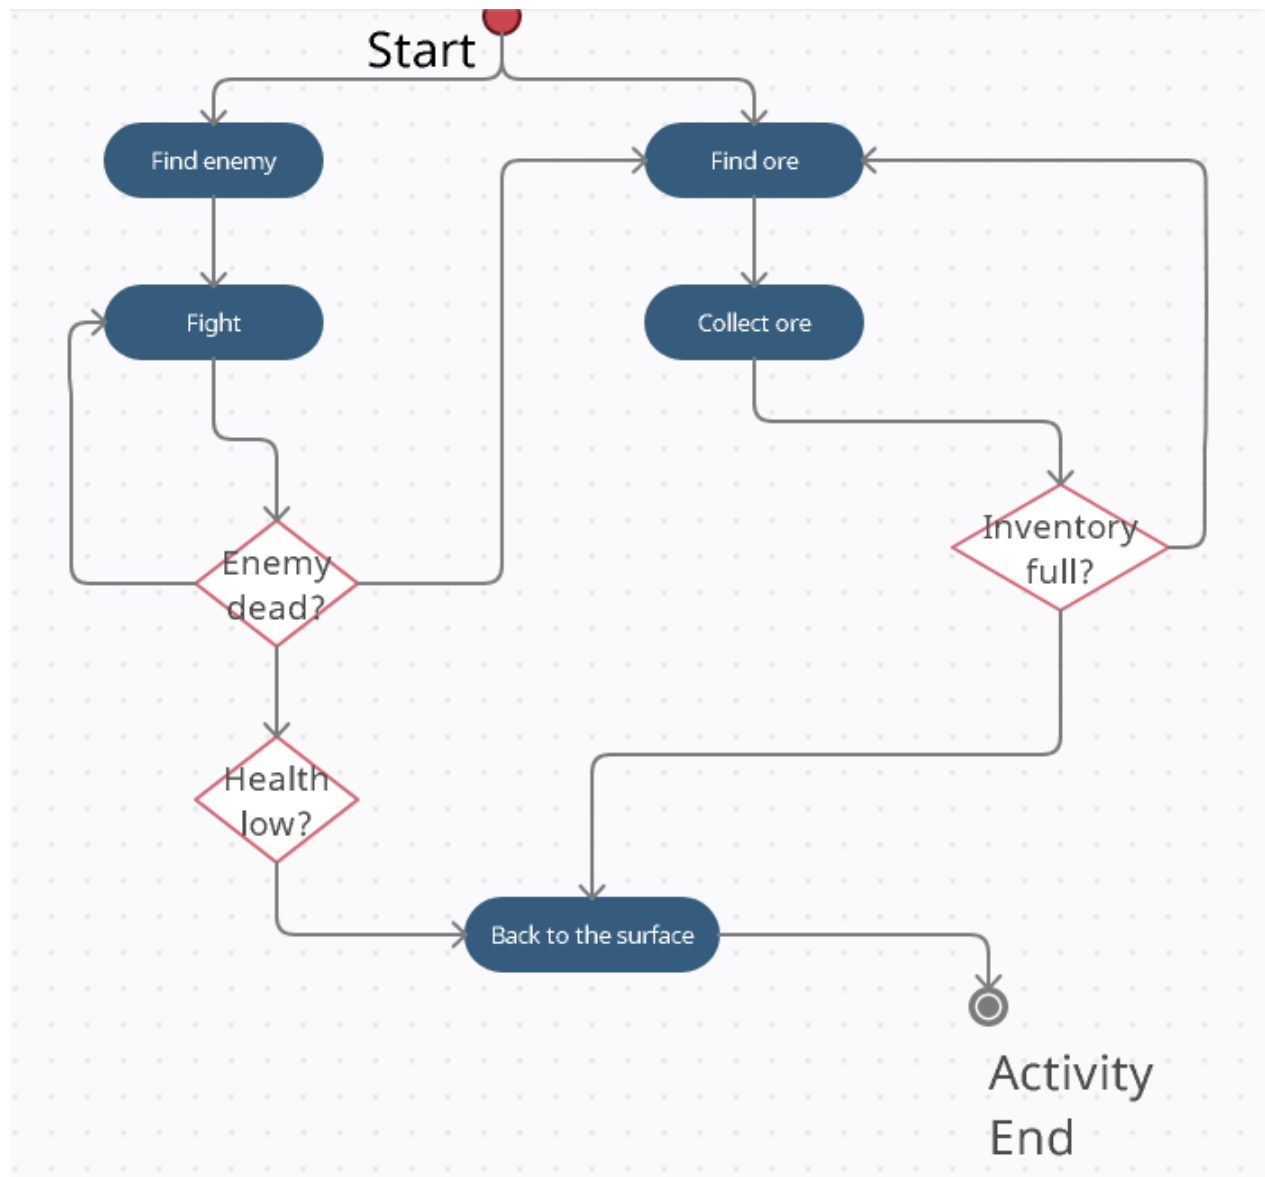 Start
Find enemy
Find ore
Fight
Collect ore
Enemy
dead?
Inventory
full?
Health
low?
Back to the surface
Activity
End